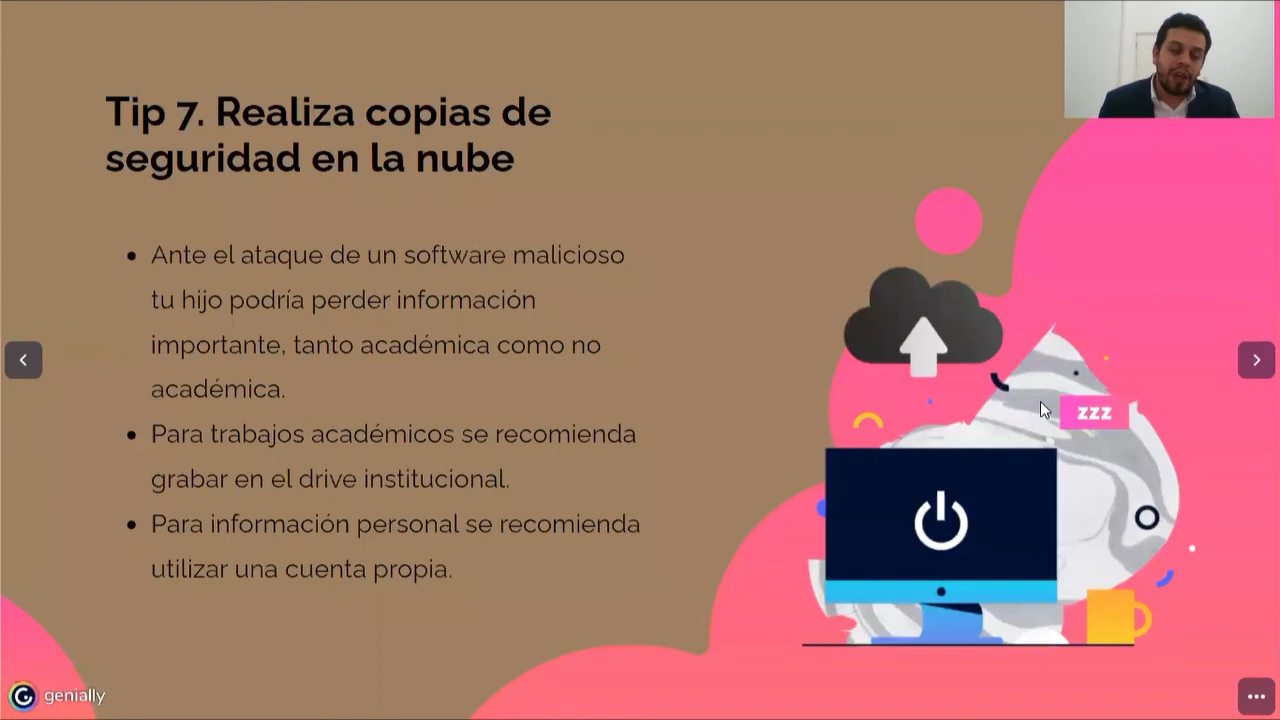 Tip 7. Realiza copias de
seguridad en la nube
Ante el ataque de un software malicioso
tu hijo podría perder información
importante, tanto académica como no
académica.
Para trabajos académicos se recomienda
grabar en el drive institucional.
Para información personal se recomienda
utilizar una cuenta propia.
zzz
genially